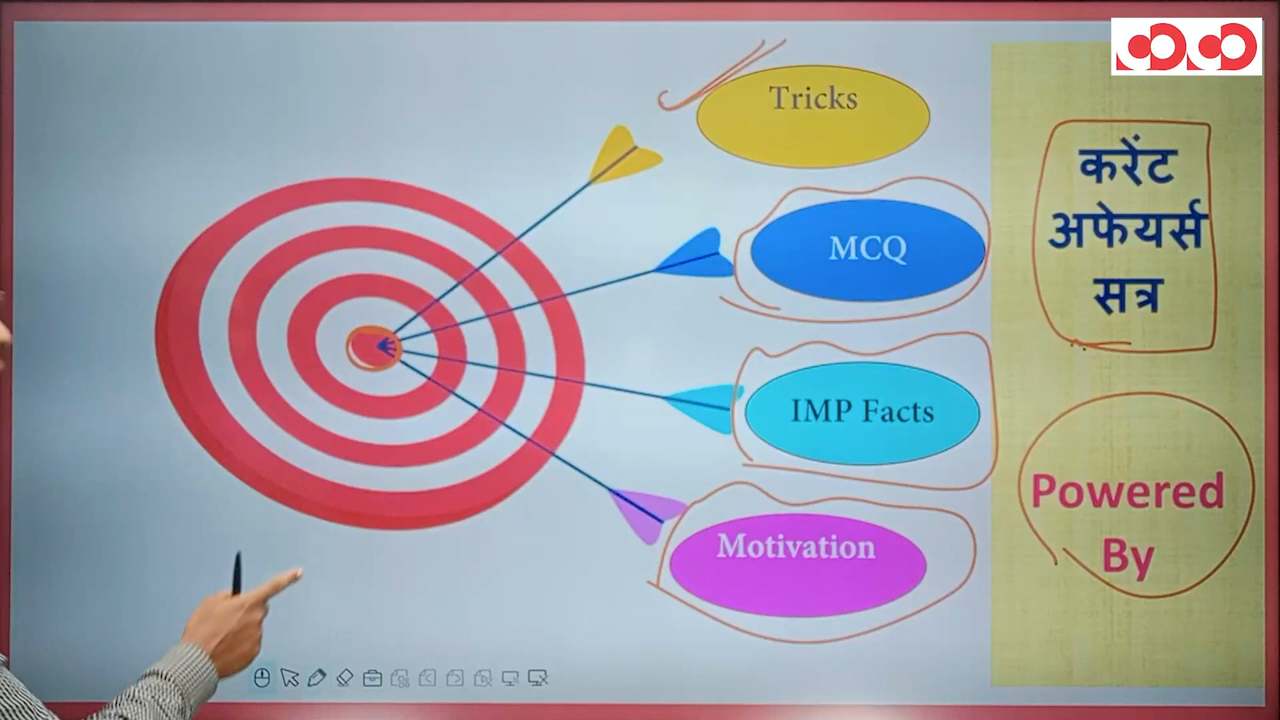 Tricks
MCQ
IMP Facts
Motivation
करेंट
अफेयर्स
सत्र
Powered
By